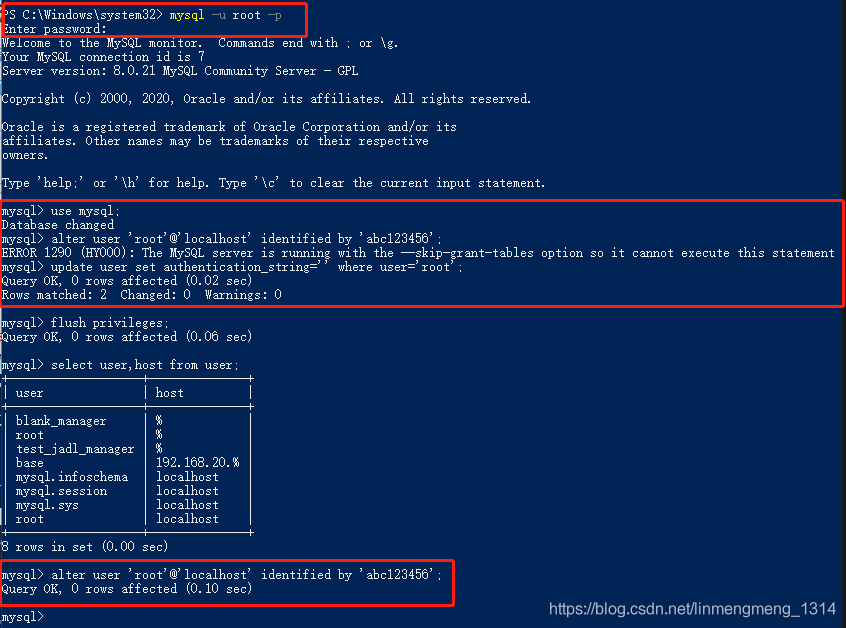 PS C:\Windows\system32> mysql -u root -p
Enter password:
Welcome to the MySQL monitor.  Commands end with ; or \g.
Your MySQL connection id is 7
Server version: 8.0.21 MySQL Community Server - GPL
Copyright (c) 2000, 2020, Oracle and/or its affiliates. All rights reserved.
Oracle is a registered trademark of Oracle Corporation and/or its
affiliates. Other names may be trademarks of their respective
owners.
Type 'help;' or '\h' for help. Type '\c' to clear the current input statement.
mysql> use mysql;
Database changed
mysql> alter user 'root'@'localhost' identified by 'abc123456';
ERROR 1290 (HY000): The MySQL server is running with the --skip-grant-tables option so it cannot execute this statement
mysql> update user set authentication_string='' where user='root';
Query OK, 0 rows affected (0.02 sec)
Rows matched: 2  Changed: 0  Warnings: 0
mysql> flush privileges;
Query OK, 0 rows affected (0.06 sec)
mysql> select user,host from user;
+------------------+--------------+
| user             | host         |
+------------------+--------------+
| blank_manager    | %            |
| root             | %            |
| test_jadl_manager | %            |
| base             | 192.168.20.% |
| mysql.infoschema | localhost    |
| mysql.session    | localhost    |
| mysql.sys        | localhost    |
| root             | localhost    |
+------------------+--------------+
8 rows in set (0.00 sec)
mysql> alter user 'root'@'localhost' identified by 'abc123456';
Query OK, 0 rows affected (0.10 sec)
mysql>
https://blog.csdn.net/linmengmeng_1314